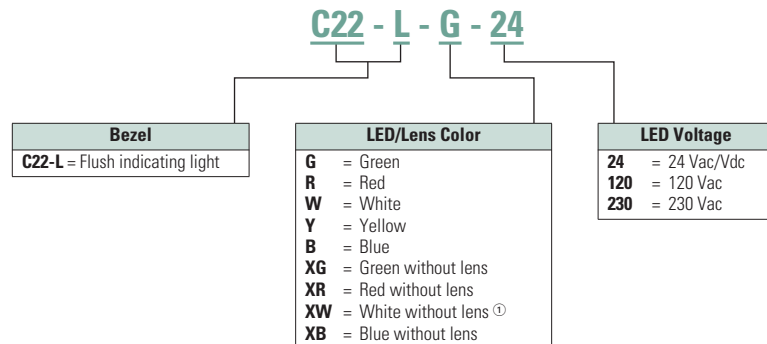 C22 - L - G - 24
Bezel
C22-L = Flush indicating light
LED/Lens Color
G = Green
R = Red
W = White
Y = Yellow
B = Blue
XG = Green without lens
XR = Red without lens
XW = White without lens ①
XB = Blue without lens
LED Voltage
24 = 24 Vac/Vdc
120 = 120 Vac
230 = 230 Vac